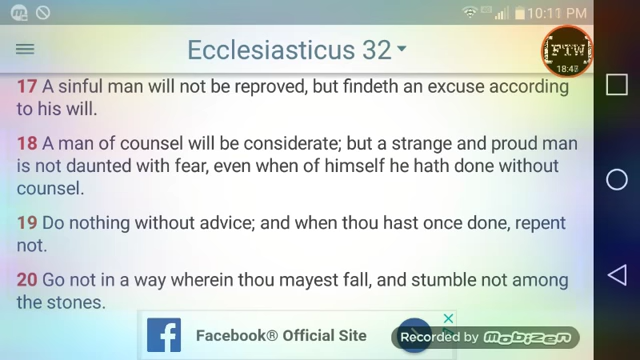 10:11 PM
Ecclesiasticus 32
FTW
18:47
17 A sinful man will not be reproved, but findeth an excuse according
to his will.
18 A man of counsel will be considerate; but a strange and proud man
is not daunted with fear, even when of himself he hath done without
counsel.
19 Do nothing without advice; and when thou hast once done, repent
not.
20 Go not in a way wherein thou mayest fall, and stumble not among
the stones.
Facebook® Official Site
Recorded by mobizen